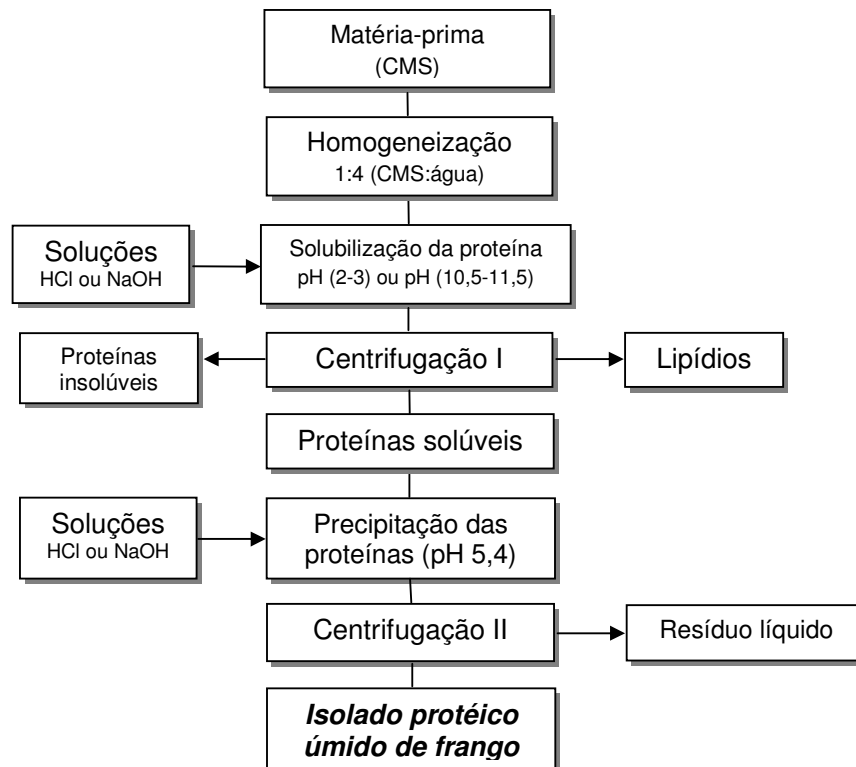 Matéria-prima
(CMS)
Homogeneização
1:4 (CMS:água)
Soluções
HCl ou NaOH
Solubilização da proteína
pH (2-3) ou pH (10,5-11,5)
Proteínas
insolúveis
Centrifugação I
Lipídios
Proteínas solúveis
Soluções
HCl ou NaOH
Precipitação das
proteínas (pH 5,4)
Centrifugação II
Resíduo líquido
Isolado protéico
úmido de frango